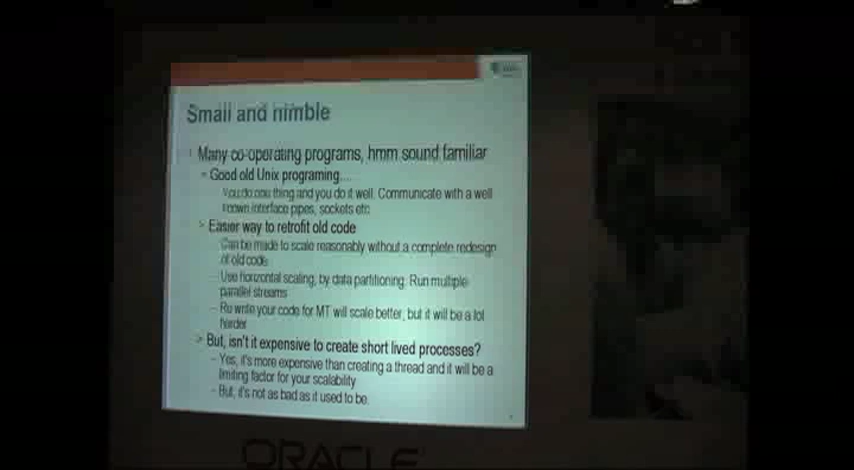 Small and nimble
Many co-operating programs, hmm sound familiar
Good old Unix programing....
You do one thing and you do it well. Communicate with a well
known interface pipes, sockets etc
Easier way to retrofit old code
Can be made to scale reasonably without a complete redesign
of old code
Use horizontal scaling, by data partitioning. Run multiple
parallel streams
Re write your code for MT will scale better, but it will be a lot
harder
But, isn't it expensive to create short lived processes?
Yes, it's more expensive than creating a thread and it will be a
limiting factor for your scalability
But, it's not as bad as it used to be.
ORACLE